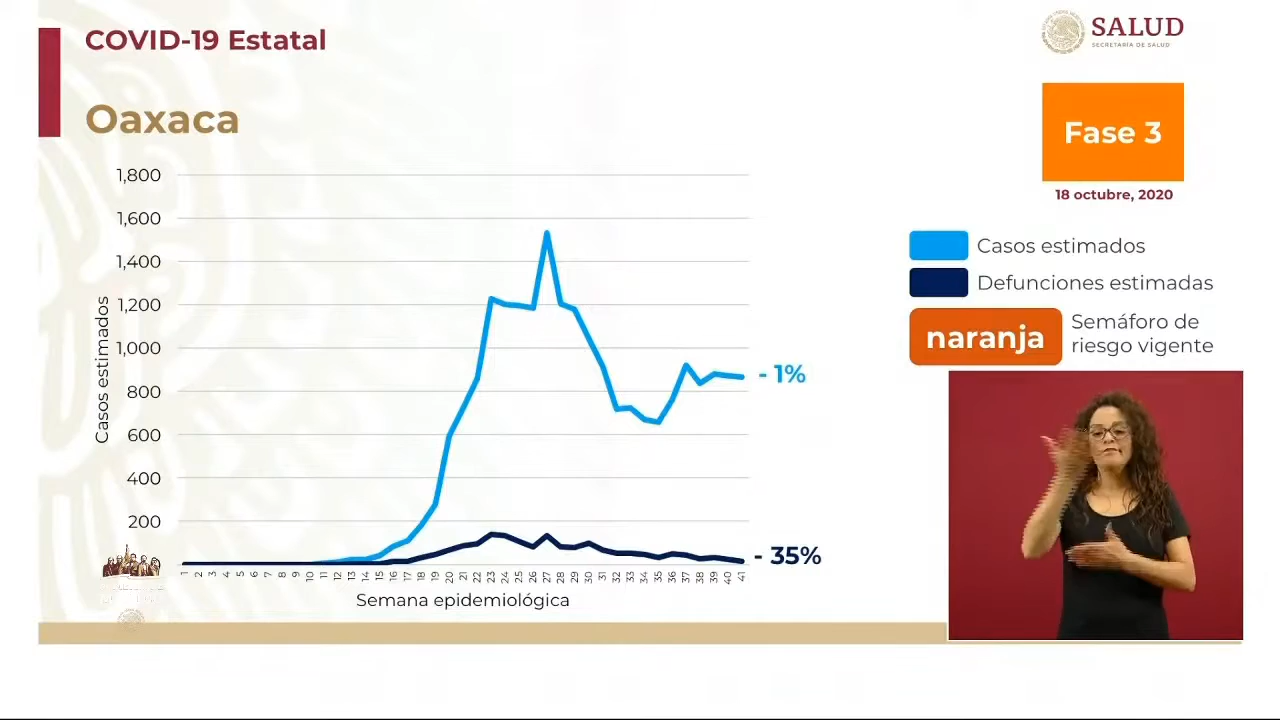 COVID-19 Estatal
SALUD
SECRETARÍA DE SALUD
Oaxaca
Fase 3
18 octubre, 2020
Casos estimados
Defunciones estimadas
naranja
Semáforo de
riesgo vigente
Casos estimados
1,800
1,600
1,400
1,200
1,000
800
600
400
200
- 1%
- 35%
1 2 3 4 5 6 7 8 9 10 11 12 13 14 15 16 17 18 19 20 21 22 23 24 25 26 27 28 29 30 31 32 33 34 35 36 37 38 39 40 41
Semana epidemiológica